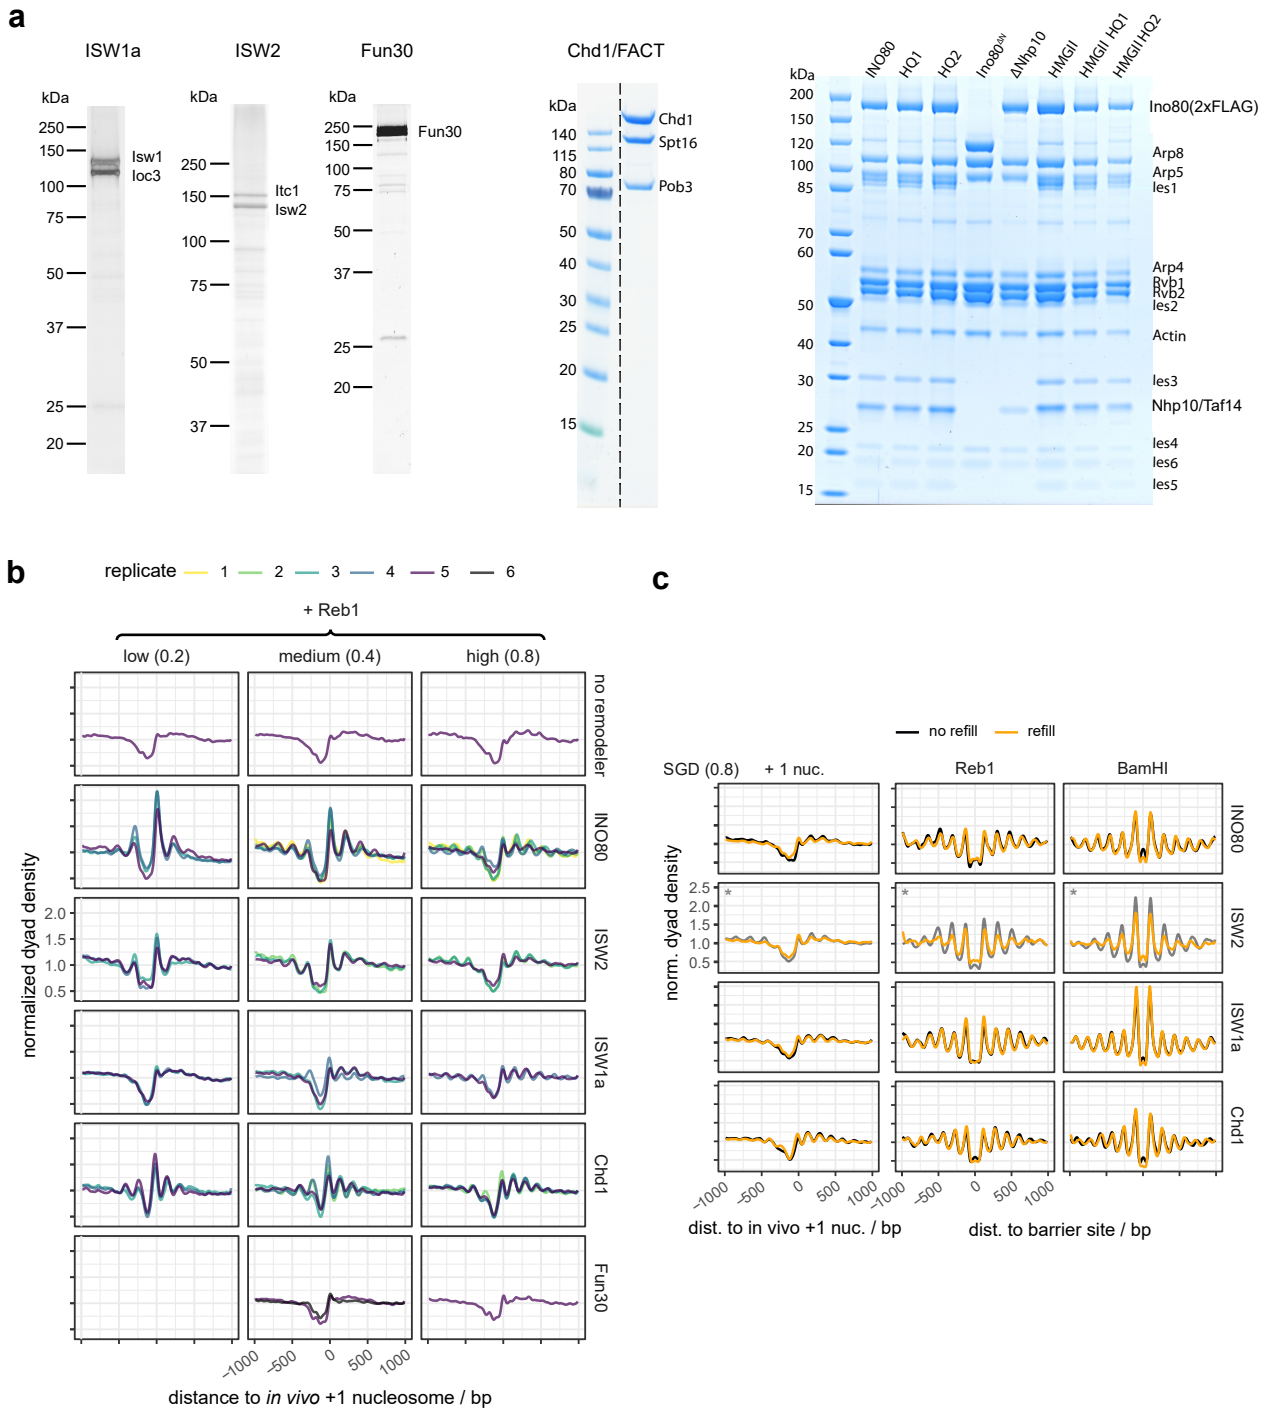 a
ISW1a
kDa
250
150
100
75
50
37
25
20
Isw1
Ioc3
ISW2
kDa
250
150
100
75
50
37
Itc1
Isw2
Fun30
kDa
250
150
100
75
50
37
25
20
Fun30
Chd1/FACT
kDa
140
115
80
70
50
40
30
25
20
15
Chd1
Spt16
Pob3
INO80
HQ1
HQ2
Ino80ΔN
ΔNhp10
HMGII
HMGII HQ1
HMGII HQ2
kDa
200
150
120
100
85
70
60
50
40
30
25
20
15
Ino80(2xFLAG)
Arp8
Arp5
Ies1
Arp4
Rvb1
Rvb2
Ies2
Actin
Ies3
Nhp10/Taf14
Ies4
Ies6
Ies5
b
replicate 1 2 3 4 5 6
+ Reb1
low (0.2) medium (0.4) high (0.8)
no remodeler
INO80
ISW2
ISW1a
Chd1
Fun30
normalized dyad density
2.0
1.5
1.0
0.5
−1000 −500 0 500 1000
distance to in vivo +1 nucleosome / bp
c
no refill refill
SGD (0.8) + 1 nuc. Reb1 BamHI
INO80
ISW2
ISW1a
Chd1
norm. dyad density
2.5
2.0
1.5
1.0
0.5
* * *
−1000 −500 0 500 1000
−1000 −500 0 500 1000
dist. to in vivo +1 nuc. / bp
dist. to barrier site / bp